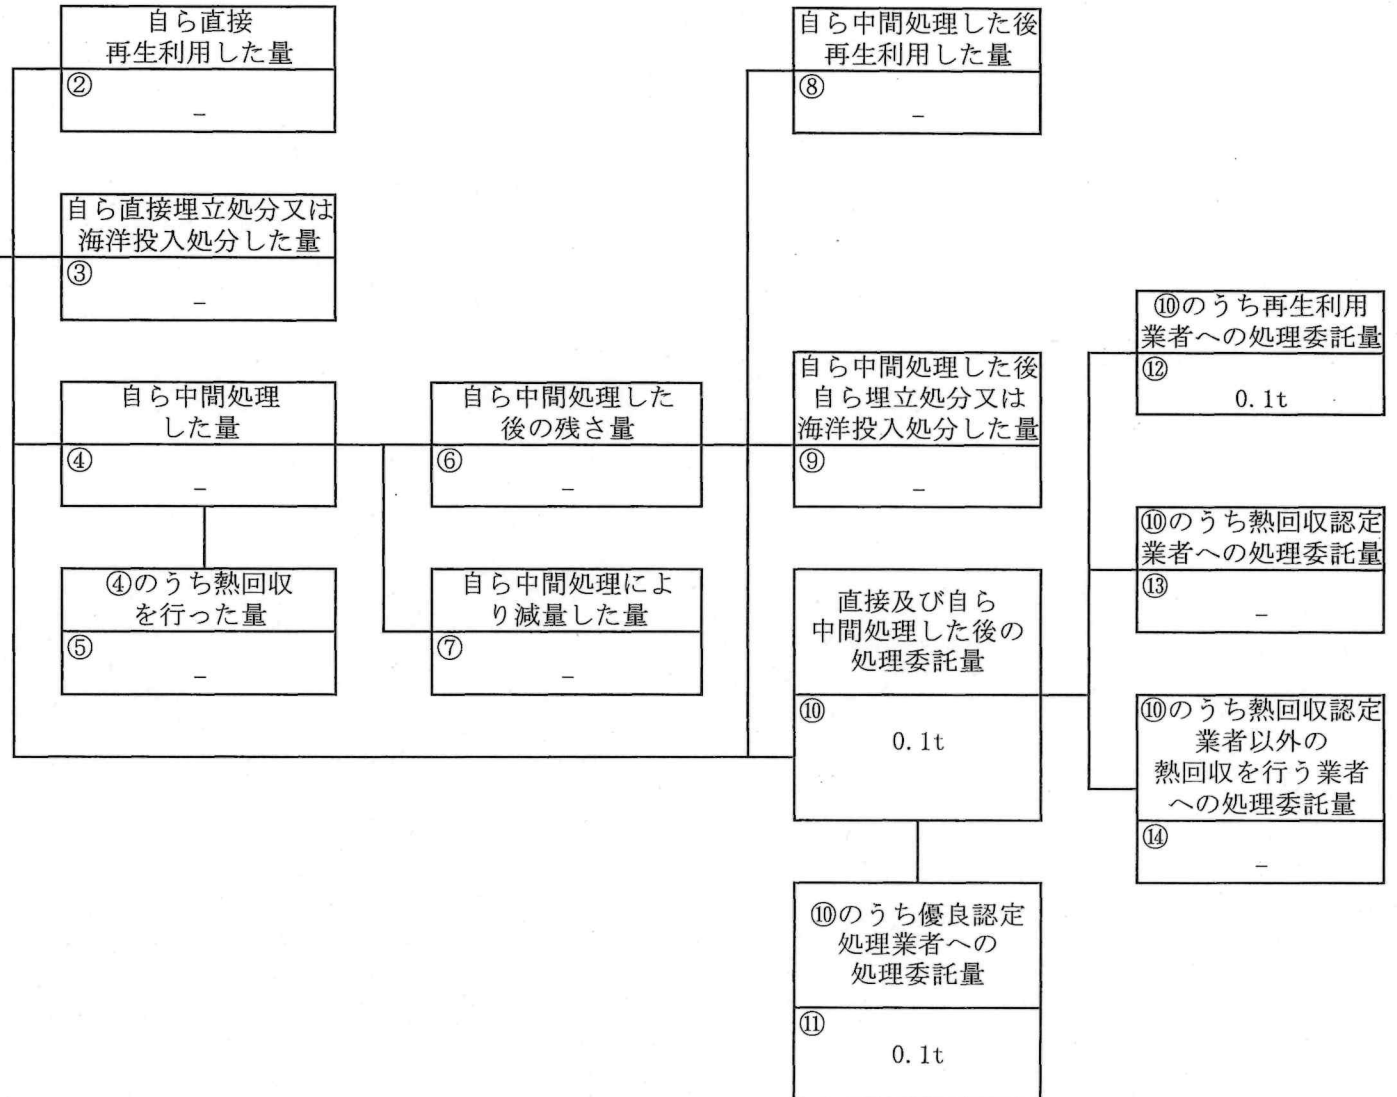 自ら直接
再生利用した量
②
－
自ら直接埋立処分又は
海洋投入処分した量
③
－
自ら中間処理
した量
④
－
④のうち熱回収
を行った量
⑤
－
自ら中間処理した
後の残さ量
⑥
－
自ら中間処理によ
り減量した量
⑦
－
自ら中間処理した後
再生利用した量
⑧
－
自ら中間処理した後
自ら埋立処分又は
海洋投入処分した量
⑨
－
直接及び自ら
中間処理した後の
処理委託量
⑩
0.1t
⑩のうち優良認定
処理業者への
処理委託量
⑪
0.1t
⑩のうち再生利用
業者への処理委託量
⑫
0.1t
⑩のうち熱回収認定
業者への処理委託量
⑬
－
⑩のうち熱回収認定
業者以外の
熱回収を行う業者
への処理委託量
⑭
－